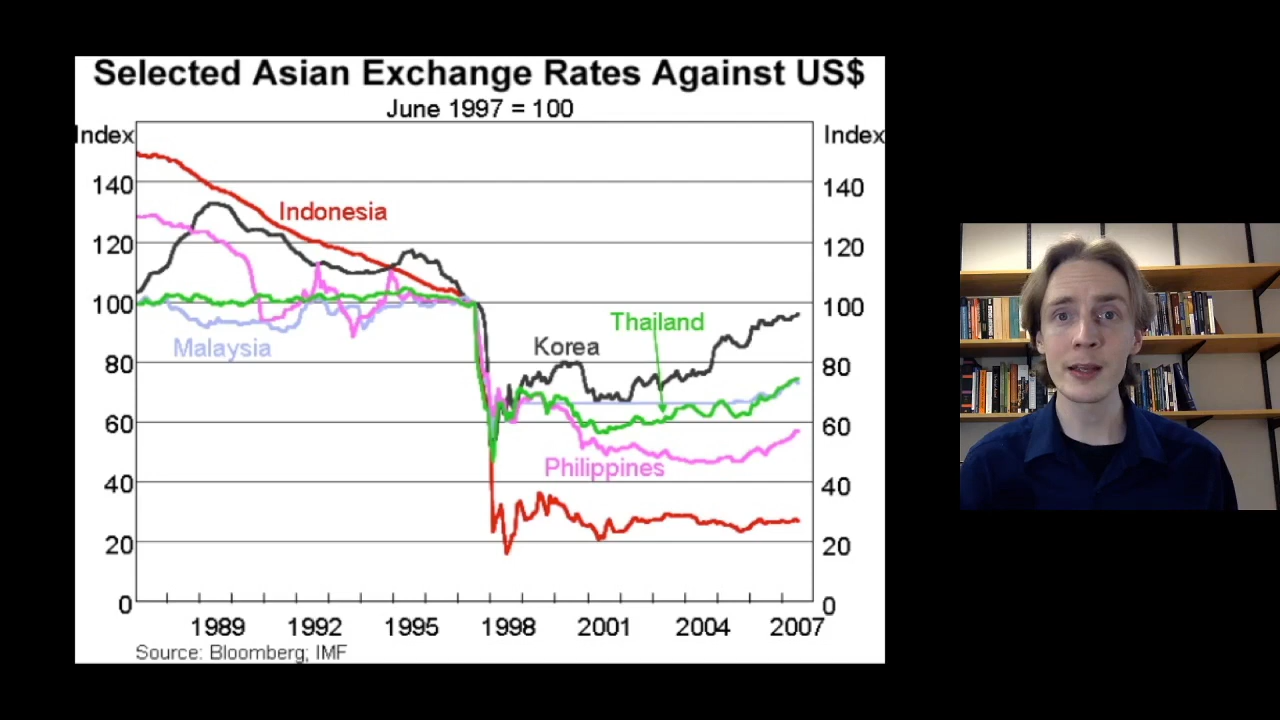 Selected Asian Exchange Rates Against US$
June 1997 = 100
Index
Index
140
140
Indonesia
120
120
100
100
Thailand
Malaysia
Korea
80
80
60
60
Philippines
40
40
20
20
0
0
1989 1992 1995 1998 2001 2004 2007
Source: Bloomberg; IMF